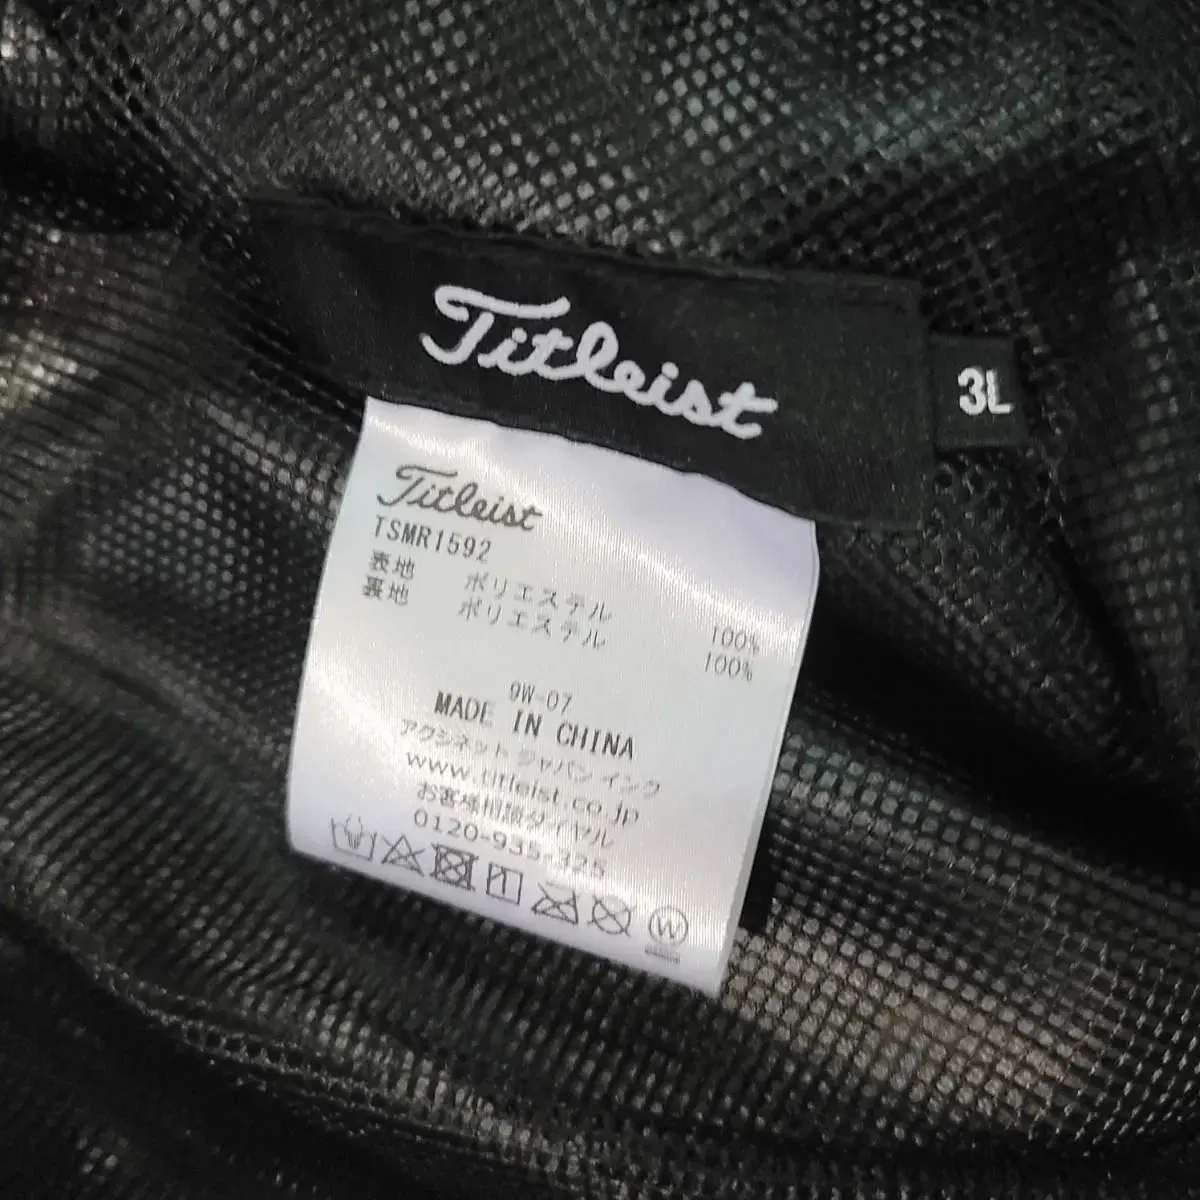 Titleist
3L
Titleist
TSMR1592
表地 ポリエステル 100%
裏地 ポリエステル 100%
9W-07
MADE IN CHINA
アクシネット ジャパン インク
www.titleist.co.jp
お客様相談ダイヤル
0120-935-325
W